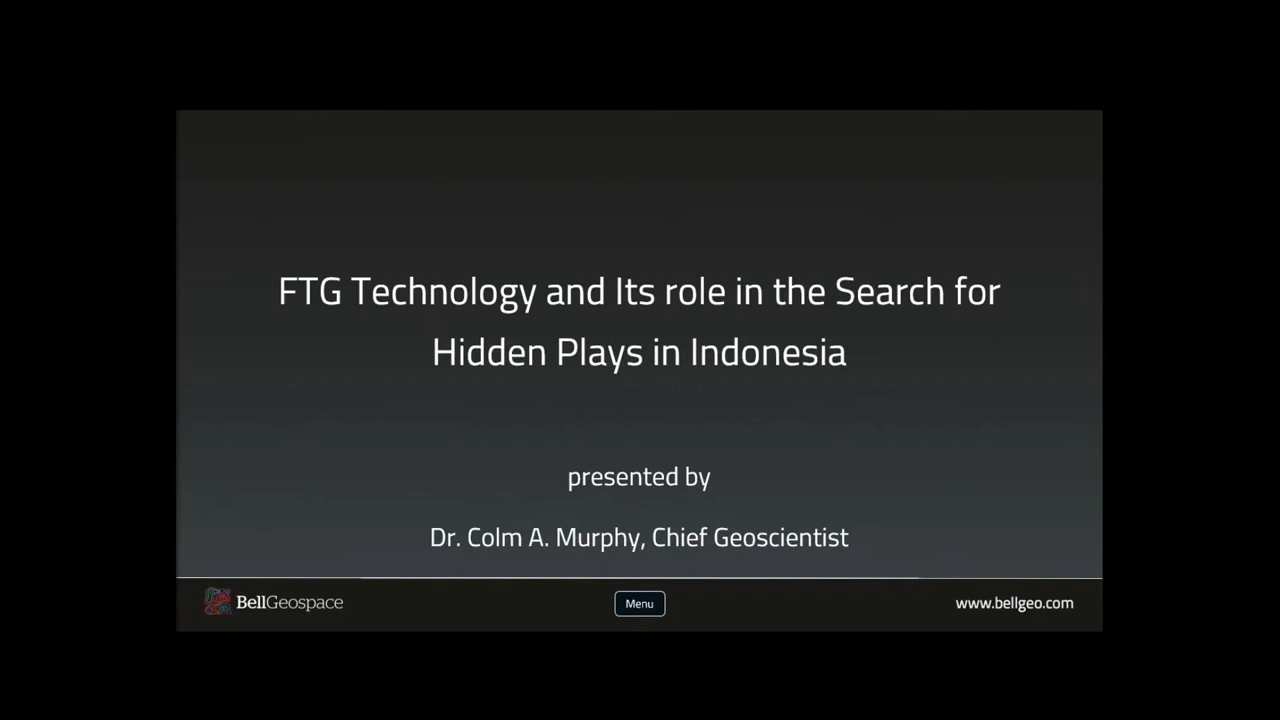 FTG Technology and Its role in the Search for
Hidden Plays in Indonesia
presented by
Dr. Colm A. Murphy, Chief Geoscientist
BellGeospace
Menu
www.bellgeo.com